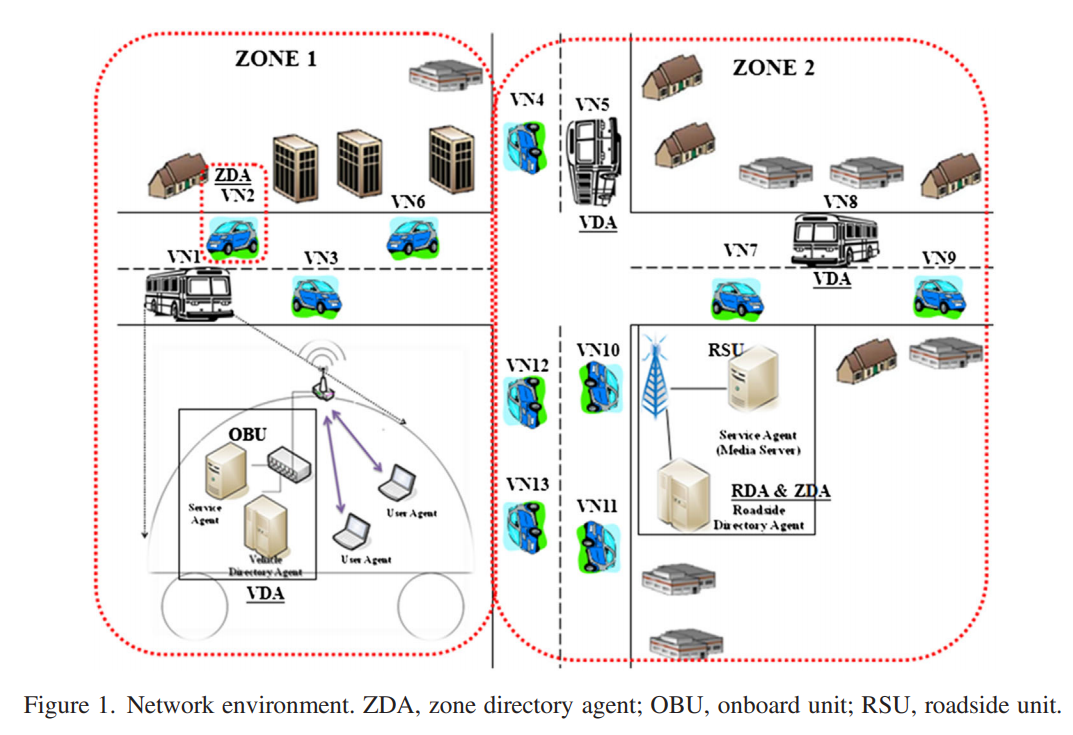 ZONE 1
ZONE 2
VN4
VN5
ZDA
VN2
VN6
VN8
VDA
VN1
VN3
VN7
VDA
VN9
VN12
VN10
RSU
OBU
Service Agent
(Media Server)
Service
Agent
User Agent
VN13
VN11
RDA & ZDA
Roadside
Directory Agent
Vehicle
Directory Agent
User Agent
VDA
Figure 1. Network environment. ZDA, zone directory agent; OBU, onboard unit; RSU, roadside unit.